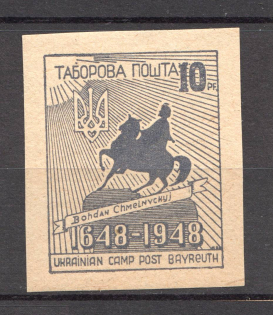 ТАБОРОВА ПОШТА
10 PF.
Bohdan Chmelnyckyj
1648-1948
UKRAINIAN CAMP POST BAYREUTH